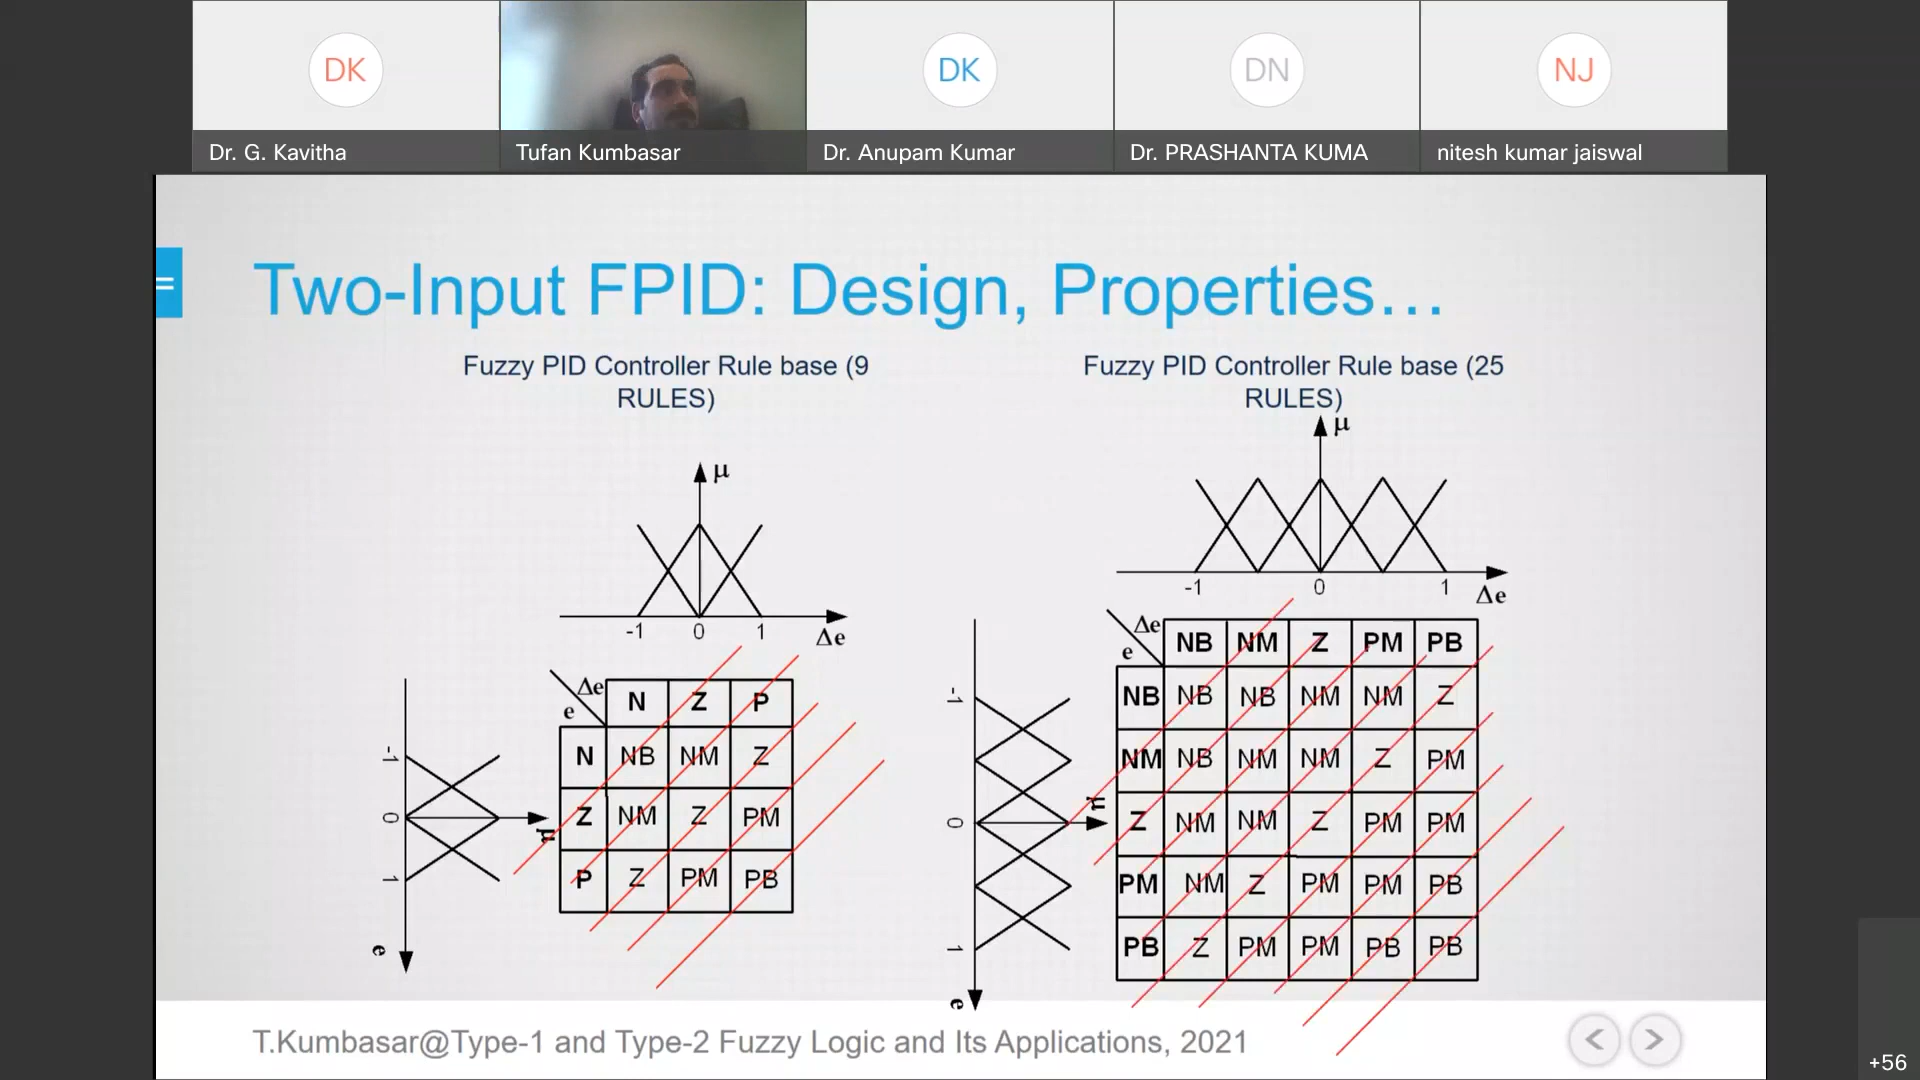 DK
DK
DN
NJ
Dr. G. Kavitha
Tufan Kumbasar
Dr. Anupam Kumar
Dr. PRASHANTA KUMA
nitesh kumar jaiswal
Two-Input FPID: Design, Properties…
Fuzzy PID Controller Rule base (9
RULES)
μ
-1 0 1
Δe
Δe
e
N Z P
N NB NM Z
Z NM Z PM
P Z PM PB
-1
0
1
μ
e
Fuzzy PID Controller Rule base (25
RULES)
μ
-1 0 1
Δe
Δe
e
NB NM Z PM PB
NB NB NB NM NM Z
NM NB NM NM Z PM
Z NM NM Z PM PM
PM NM Z PM PM PB
PB Z PM PM PB PB
-1
0
1
μ
e
T.Kumbasar@Type-1 and Type-2 Fuzzy Logic and Its Applications, 2021
+56